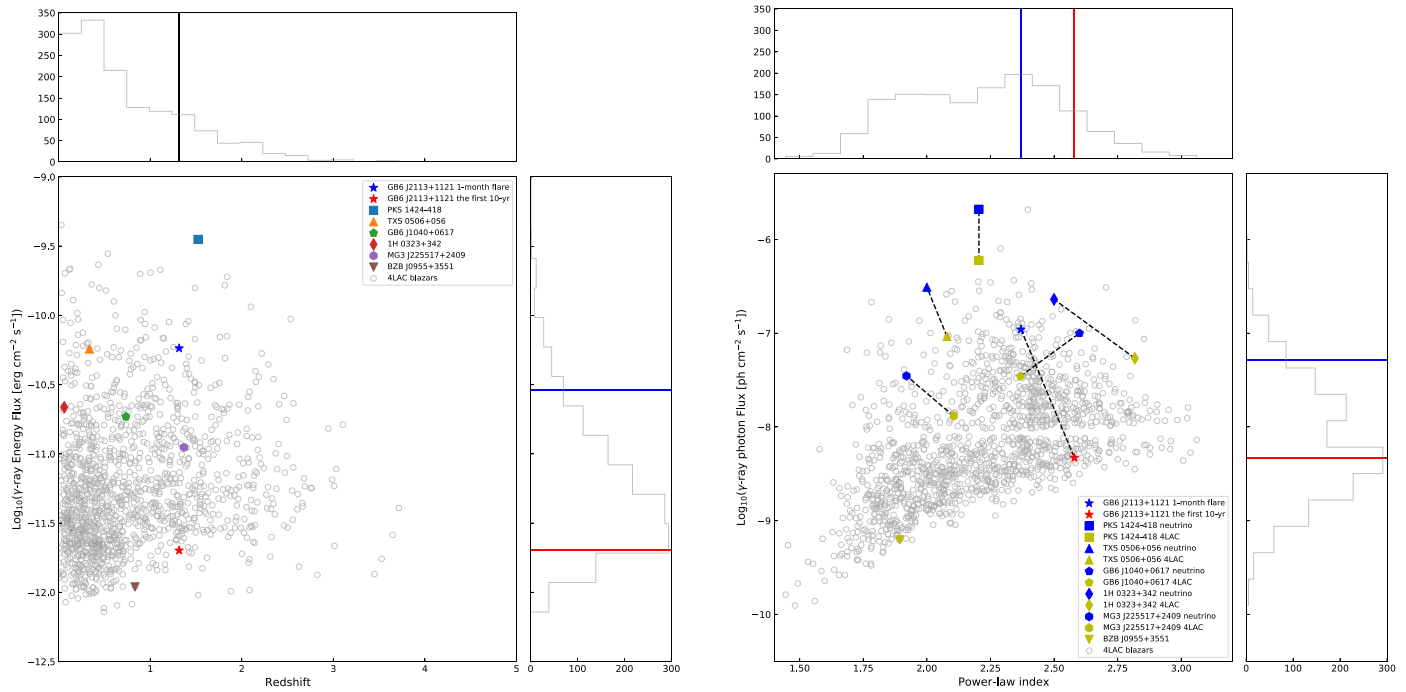 350
300
250
200
150
100
50
0
−9.0
−9.5
−10.0
−10.5
−11.0
−11.5
−12.0
−12.5
Log₁₀(γ-ray Energy Flux [erg cm⁻² s⁻¹])
GB6 J2113+1121 1-month flare
GB6 J2113+1121 the first 10-yr
PKS 1424-418
TXS 0506+056
GB6 J1040+0617
1H 0323+342
MG3 J225517+2409
BZB J0955+3551
4LAC blazars
1 2 3 4 5
Redshift
0 100 200 300
350
300
250
200
150
100
50
0
−6
−7
−8
−9
−10
Log₁₀(γ-ray photon Flux [ph cm⁻² s⁻¹])
GB6 J2113+1121 1-month flare
GB6 J2113+1121 the first 10-yr
PKS 1424-418 neutrino
PKS 1424-418 4LAC
TXS 0506+056 neutrino
TXS 0506+056 4LAC
GB6 J1040+0617 neutrino
GB6 J1040+0617 4LAC
1H 0323+342 neutrino
1H 0323+342 4LAC
MG3 J225517+2409 neutrino
MG3 J225517+2409 4LAC
BZB J0955+3551
4LAC blazars
1.50 1.75 2.00 2.25 2.50 2.75 3.00
Power-law index
0 100 200 300